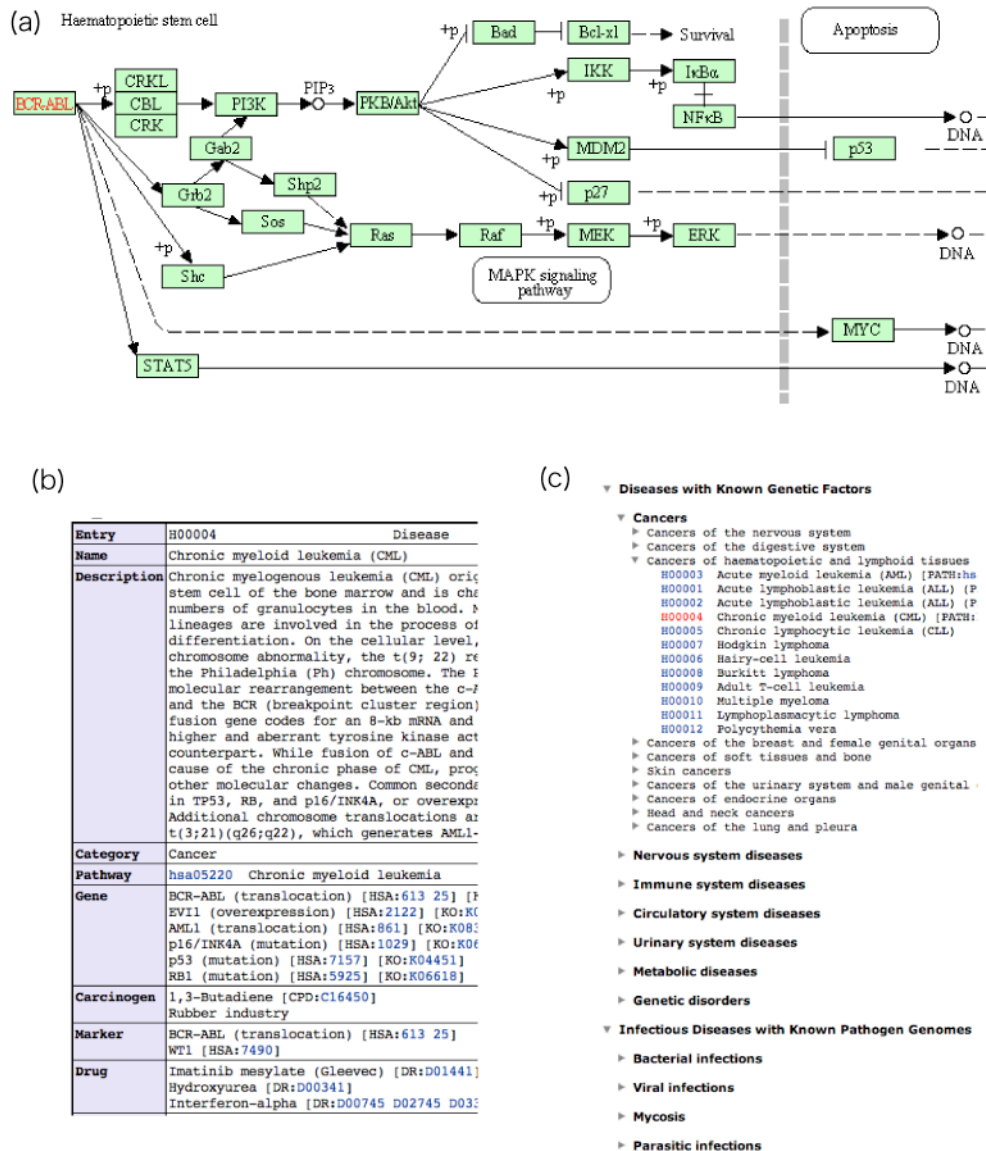 (a) Haematopoietic stem cell
Apoptosis
+p Bad Bcl-xl Survival
IKK IκBα
+p +p
BCR-ABL +p CRKL
CBL
CRK
PI3K PIP3 PKB/Akt
NFκB DNA
Gab2
+p MDM2 p53
Grb2 Shp2
+p p27
Sos
Ras Raf +p MEK +p ERK DNA
+p Shc
MAPK signaling
pathway
MYC DNA
STAT5 DNA
(b)
Entry H00004 Disease
Name Chronic myeloid leukemia (CML)
Description Chronic myelogenous leukemia (CML) orig
stem cell of the bone marrow and is cha
numbers of granulocytes in the blood.
lineages are involved in the process of
differentiation. On the cellular level,
chromosome abnormality, the t(9; 22) re
the Philadelphia (Ph) chromosome. The
molecular rearrangement between the c-A
and the BCR (breakpoint cluster region)
fusion gene codes for an 8-kb mRNA and
higher and aberrant tyrosine kinase act
counterpart. While fusion of c-ABL and
cause of the chronic phase of CML, prog
other molecular changes. Common seconda
in TP53, RB, and p16/INK4A, or overexpr
Additional chromosome translocations ar
t(3;21)(q26;q22), which generates AML1-
Category Cancer
Pathway hsa05220 Chronic myeloid leukemia
Gene BCR-ABL (translocation) [HSA:613 25]
EVI1 (overexpression) [HSA:2122] [KO:K0
AML1 (translocation) [HSA:861] [KO:K083
p16/INK4A (mutation) [HSA:1029] [KO:K06
p53 (mutation) [HSA:7157] [KO:K04451]
RB1 (mutation) [HSA:5925] [KO:K06618]
Carcinogen 1,3-Butadiene [CPD:C16450]
Rubber industry
Marker BCR-ABL (translocation) [HSA:613 25]
WT1 [HSA:7490]
Drug Imatinib mesylate (Gleevec) [DR:D01441]
Hydroxyurea [DR:D00341]
Interferon-alpha [DR:D00745 D02745 D033
(c)
Diseases with Known Genetic Factors
Cancers
Cancers of the nervous system
Cancers of the digestive system
Cancers of haematopoietic and lymphoid tissues
H00003 Acute myeloid leukemia (AML) [PATH:hs
H00001 Acute lymphoblastic leukemia (ALL) (P
H00002 Acute lymphoblastic leukemia (ALL) (P
H00004 Chronic myeloid leukemia (CML) [PATH:
H00005 Chronic lymphocytic leukemia (CLL)
H00007 Hodgkin lymphoma
H00006 Hairy-cell leukemia
H00008 Burkitt lymphoma
H00009 Adult T-cell leukemia
H00010 Multiple myeloma
H00011 Lymphoplasmacytic lymphoma
H00012 Polycythemia vera
Cancers of the breast and female genital organs
Cancers of soft tissues and bone
Skin cancers
Cancers of the urinary system and male genital
Cancers of endocrine organs
Head and neck cancers
Cancers of the lung and pleura
Nervous system diseases
Immune system diseases
Circulatory system diseases
Urinary system diseases
Metabolic diseases
Genetic disorders
Infectious Diseases with Known Pathogen Genomes
Bacterial infections
Viral infections
Mycosis
Parasitic infections